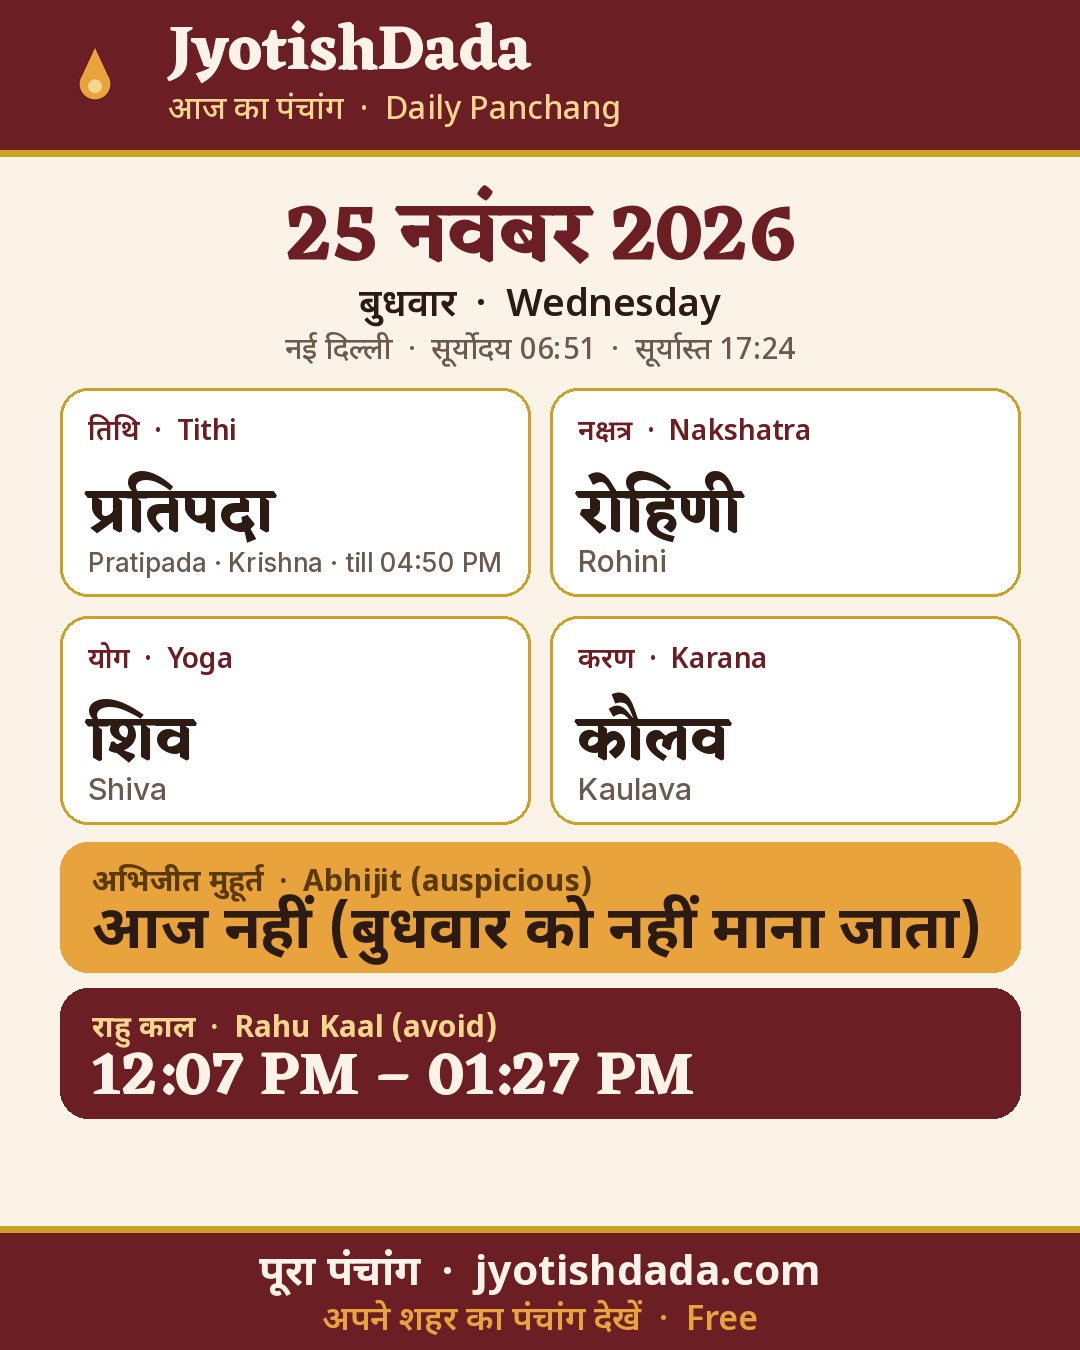 JyotishDada
आज का पंचांग · Daily Panchang
25 नवंबर 2026
बुधवार · Wednesday
नई दिल्ली · सूर्योदय 06:51 · सूर्यास्त 17:24
तिथि · Tithi
प्रतिपदा
Pratipada · Krishna · till 04:50 PM
नक्षत्र · Nakshatra
रोहिणी
Rohini
योग · Yoga
शिव
Shiva
करण · Karana
कौलव
Kaulava
अभिजीत मुहूर्त · Abhijit (auspicious)
आज नहीं (बुधवार को नहीं माना जाता)
राहु काल · Rahu Kaal (avoid)
12:07 PM – 01:27 PM
पूरा पंचांग · jyotishdada.com
अपने शहर का पंचांग देखें · Free